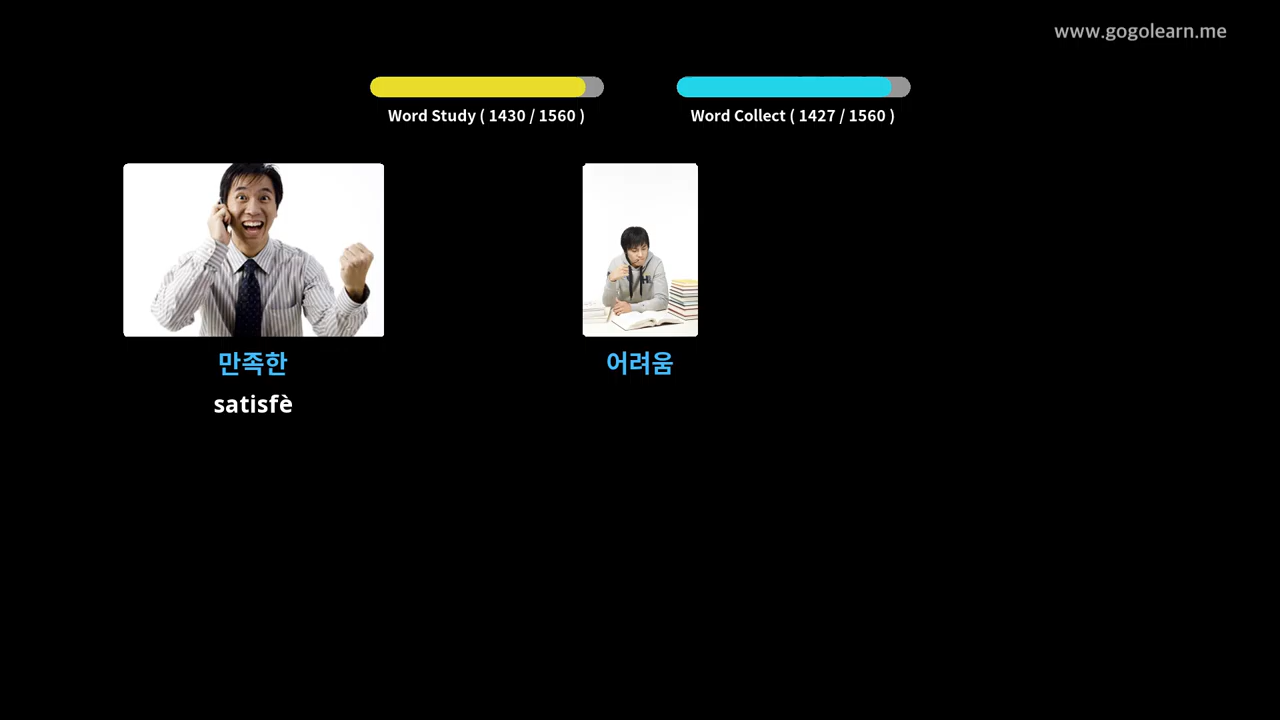 www.gogolearn.me
Word Study ( 1430 / 1560 )
Word Collect ( 1427 / 1560 )
만족한
어려움
satisfè